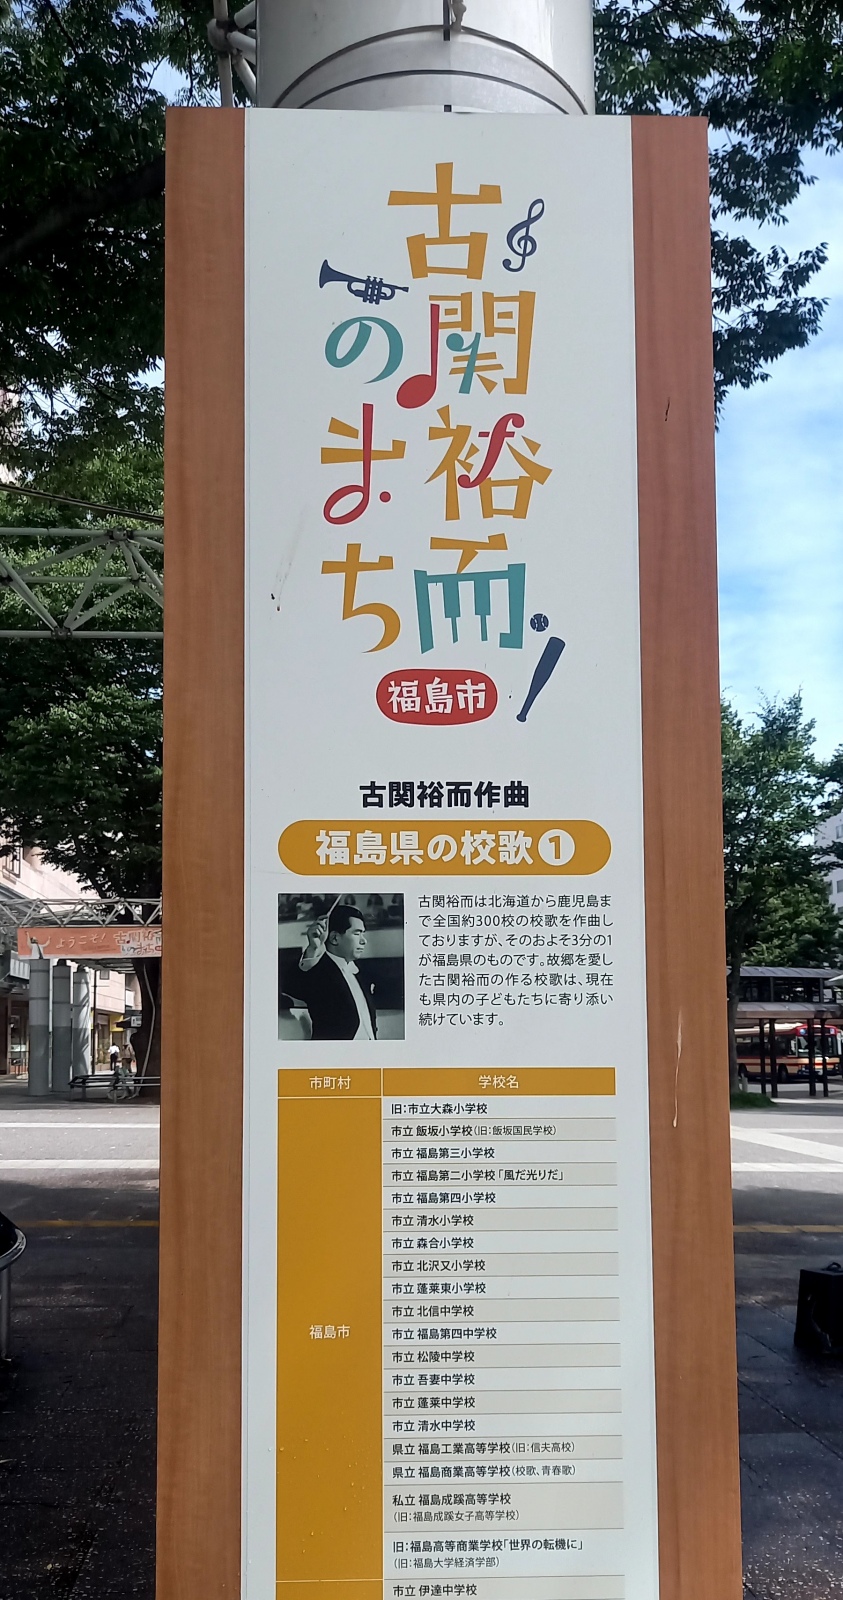 古関裕而
のまち
福島市
古関裕而作曲
福島県の校歌❶
古関裕而は北海道から鹿児島ま
で全国約300校の校歌を作曲し
ておりますが、そのおよそ3分の1
が福島県のものです。故郷を愛し
た古関裕而の作る校歌は、現在
も県内の子どもたちに寄り添い
続けています。
市町村 学校名
福島市
旧:市立大森小学校
市立 飯坂小学校(旧:飯坂国民学校)
市立 福島第三小学校
市立 福島第二小学校「風だ光りだ」
市立 福島第四小学校
市立 清水小学校
市立 森合小学校
市立 北沢又小学校
市立 蓬莱東小学校
市立 北信中学校
市立 福島第四中学校
市立 松陵中学校
市立 吾妻中学校
市立 蓬莱中学校
市立 清水中学校
県立 福島工業高等学校(旧:信夫高校)
県立 福島商業高等学校(校歌、青春歌)
私立 福島成蹊高等学校
(旧:福島成蹊女子高等学校)
旧:福島高等商業学校「世界の転機に」
(旧:福島大学経済学部)
市立 伊達中学校
ようこそ!古関裕而
のまち